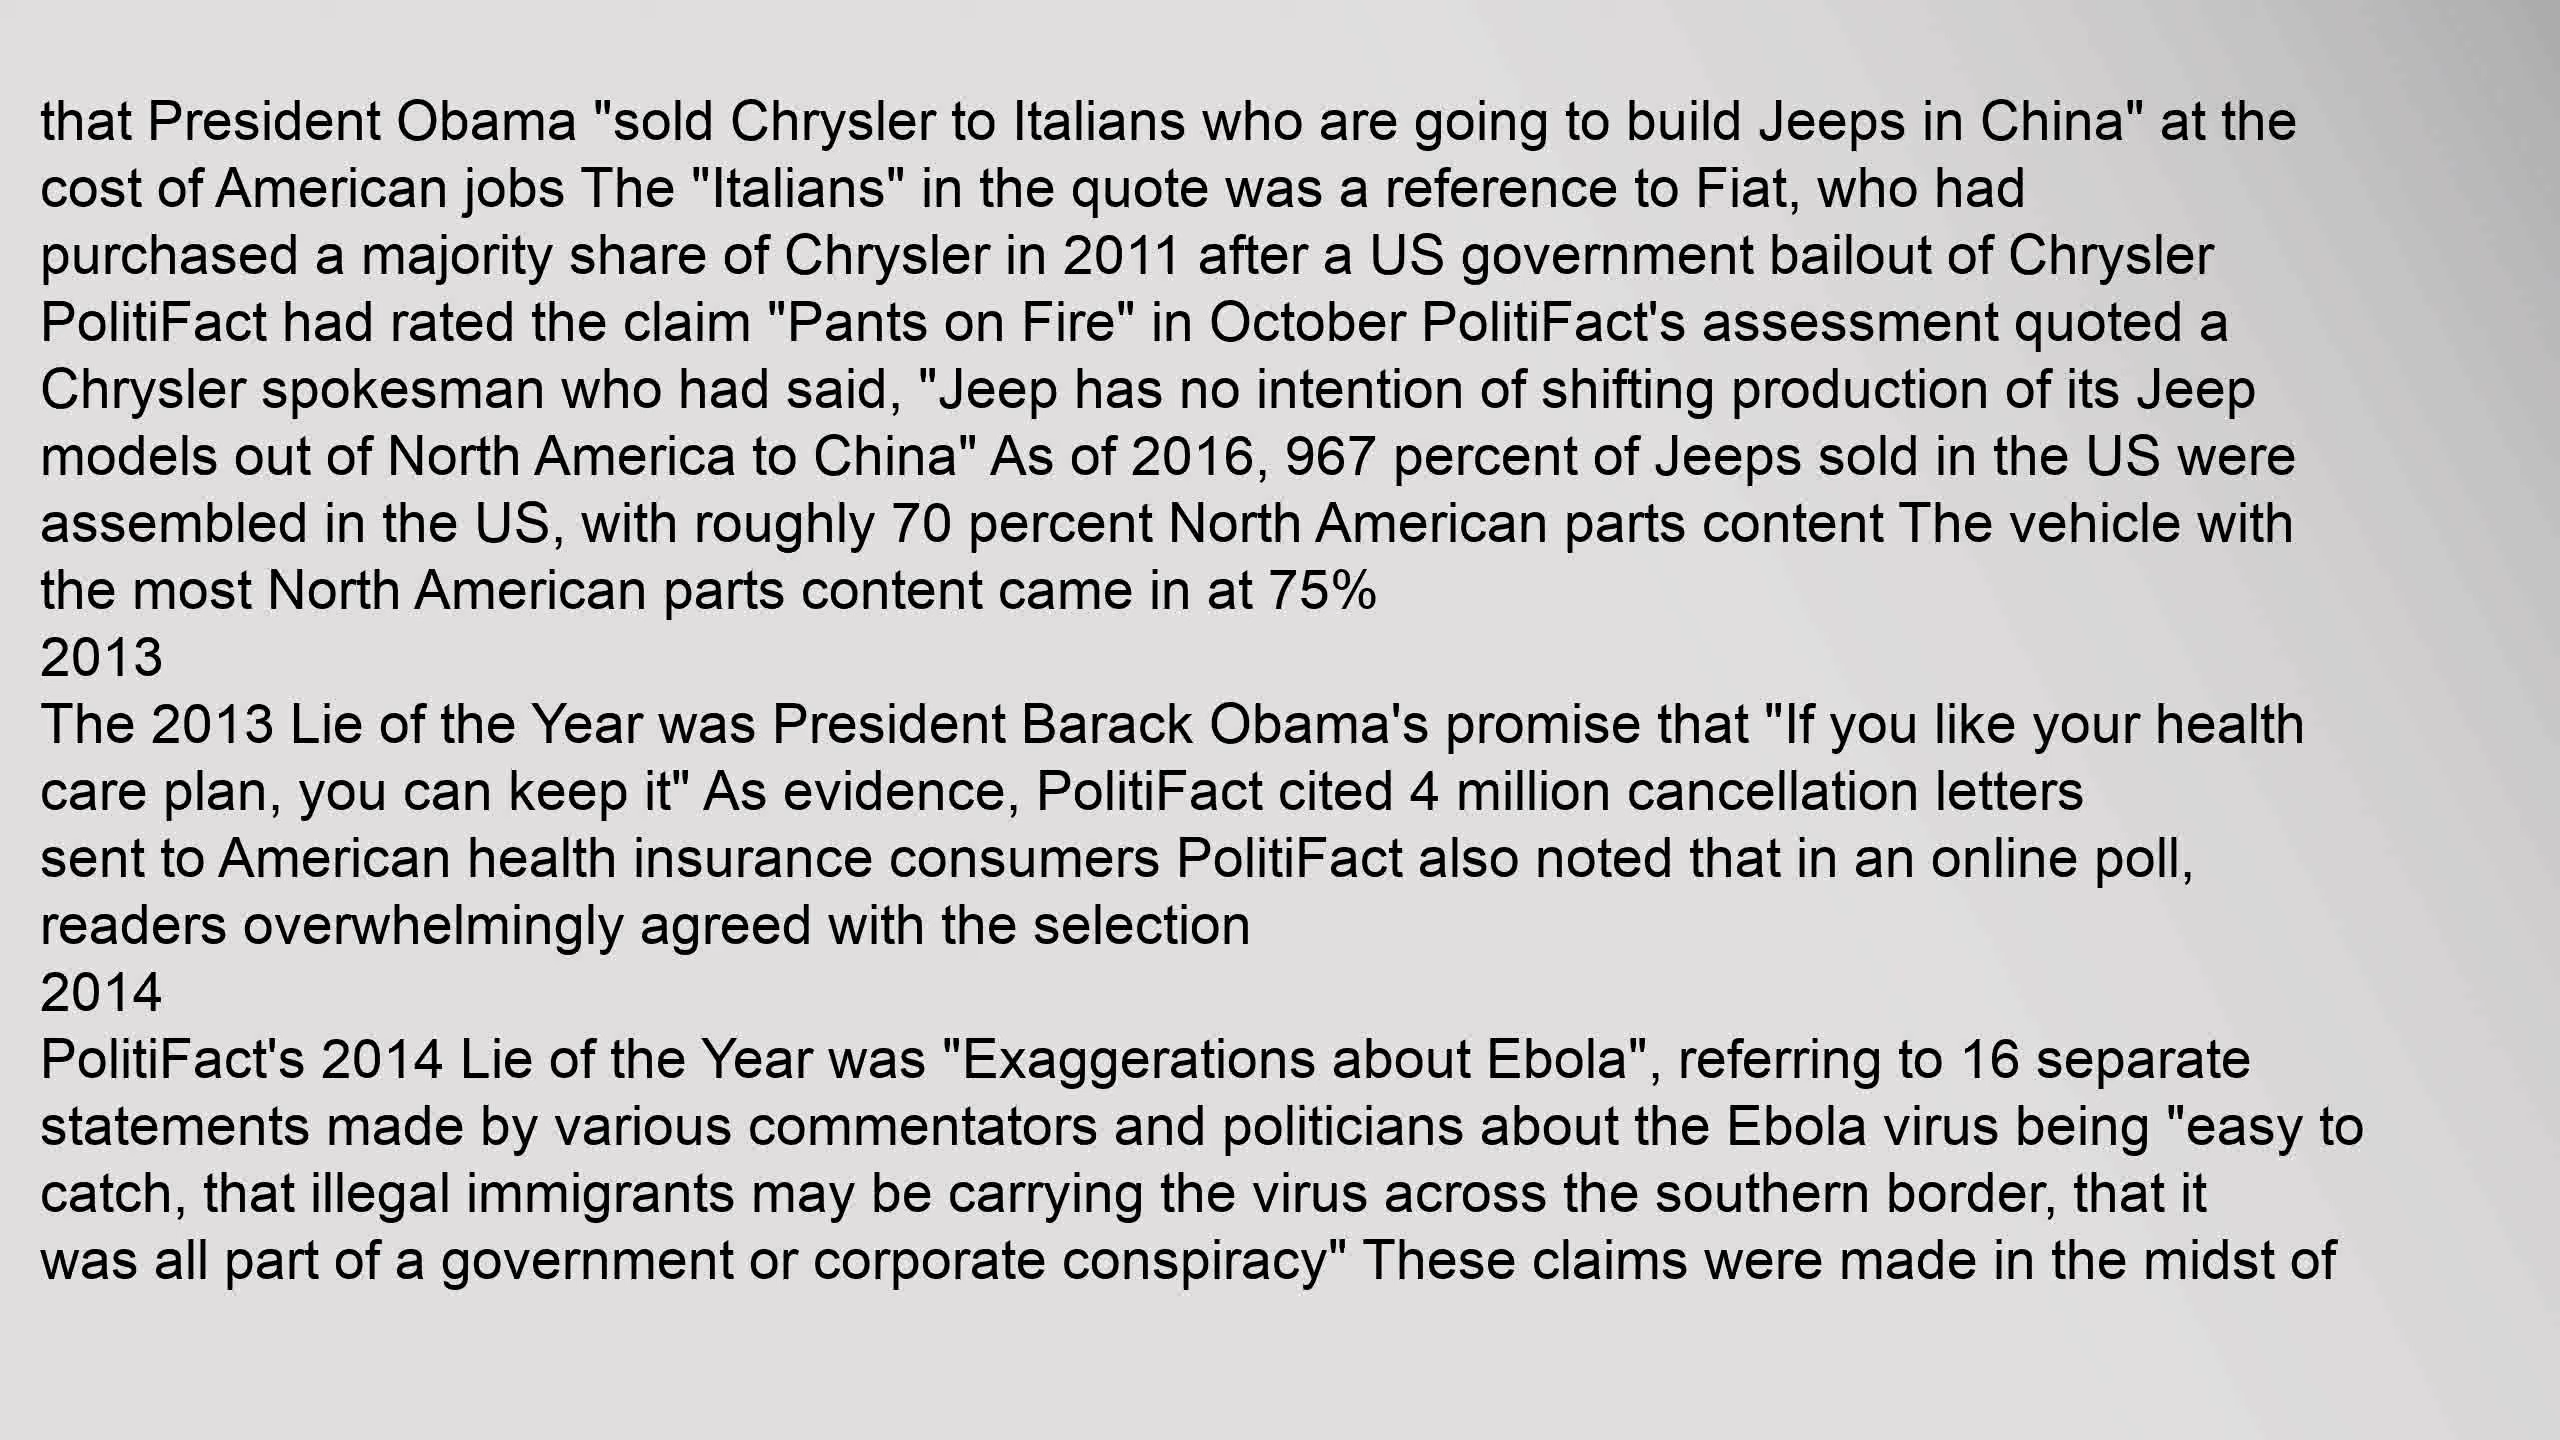 that President Obama "sold Chrysler to Italians who are going to build Jeeps in China" at the
cost of American jobs The "Italians" in the quote was a reference to Fiat, who had
purchased a majority share of Chrysler in 2011 after a US government bailout of Chrysler
PolitiFact had rated the claim "Pants on Fire" in October PolitiFact's assessment quoted a
Chrysler spokesman who had said, "Jeep has no intention of shifting production of its Jeep
models out of North America to China" As of 2016, 967 percent of Jeeps sold in the US were
assembled in the US, with roughly 70 percent North American parts content The vehicle with
the most North American parts content came in at 75%
2013
The 2013 Lie of the Year was President Barack Obama's promise that "If you like your health
care plan, you can keep it" As evidence, PolitiFact cited 4 million cancellation letters
sent to American health insurance consumers PolitiFact also noted that in an online poll,
readers overwhelmingly agreed with the selection
2014
PolitiFact's 2014 Lie of the Year was "Exaggerations about Ebola", referring to 16 separate
statements made by various commentators and politicians about the Ebola virus being "easy to
catch, that illegal immigrants may be carrying the virus across the southern border, that it
was all part of a government or corporate conspiracy" These claims were made in the midst of